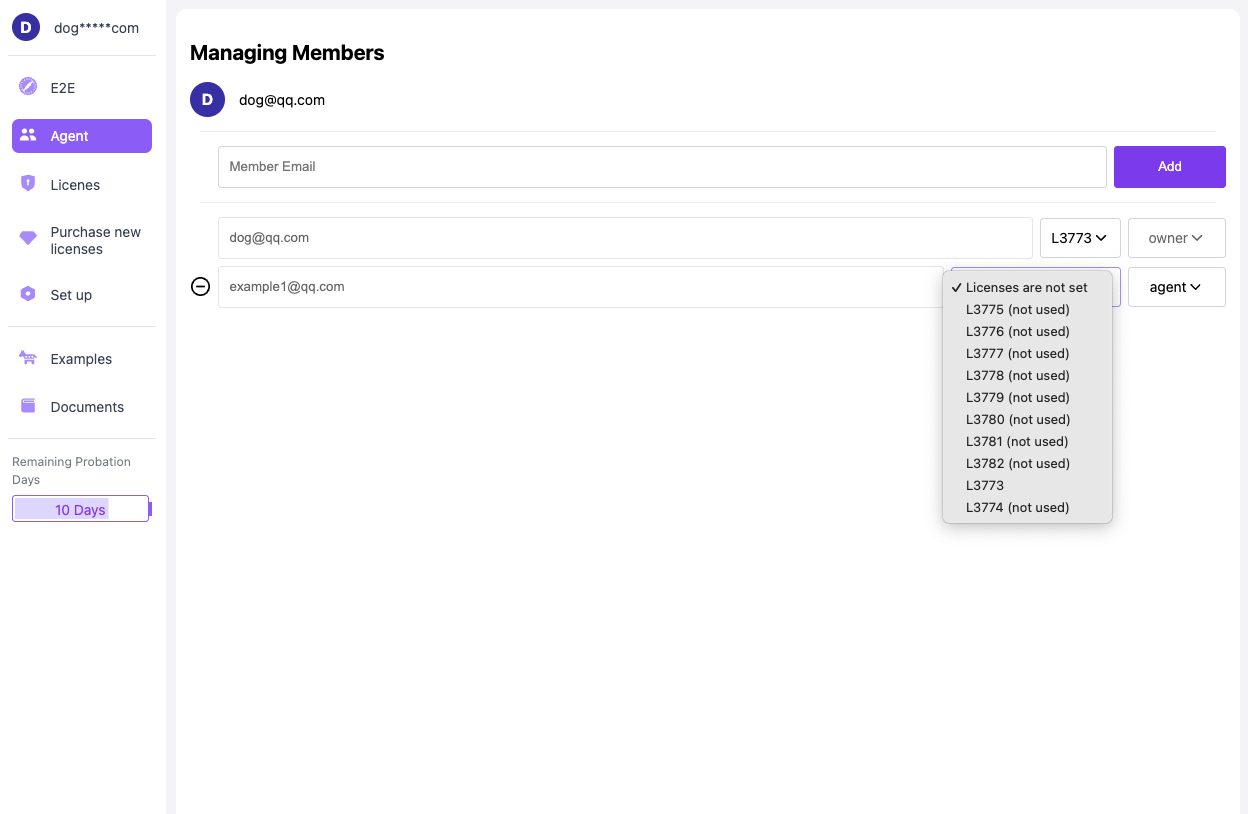 D
dog*****com
E2E
Agent
Licenes
Purchase new
licenses
Set up
Examples
Documents
Remaining Probation
Days
10 Days
Managing Members
D
dog@qq.com
Member Email
Add
dog@qq.com
L3773
owner
example1@qq.com
agent
✓ Licenses are not set
L3775 (not used)
L3776 (not used)
L3777 (not used)
L3778 (not used)
L3779 (not used)
L3780 (not used)
L3781 (not used)
L3782 (not used)
L3773
L3774 (not used)